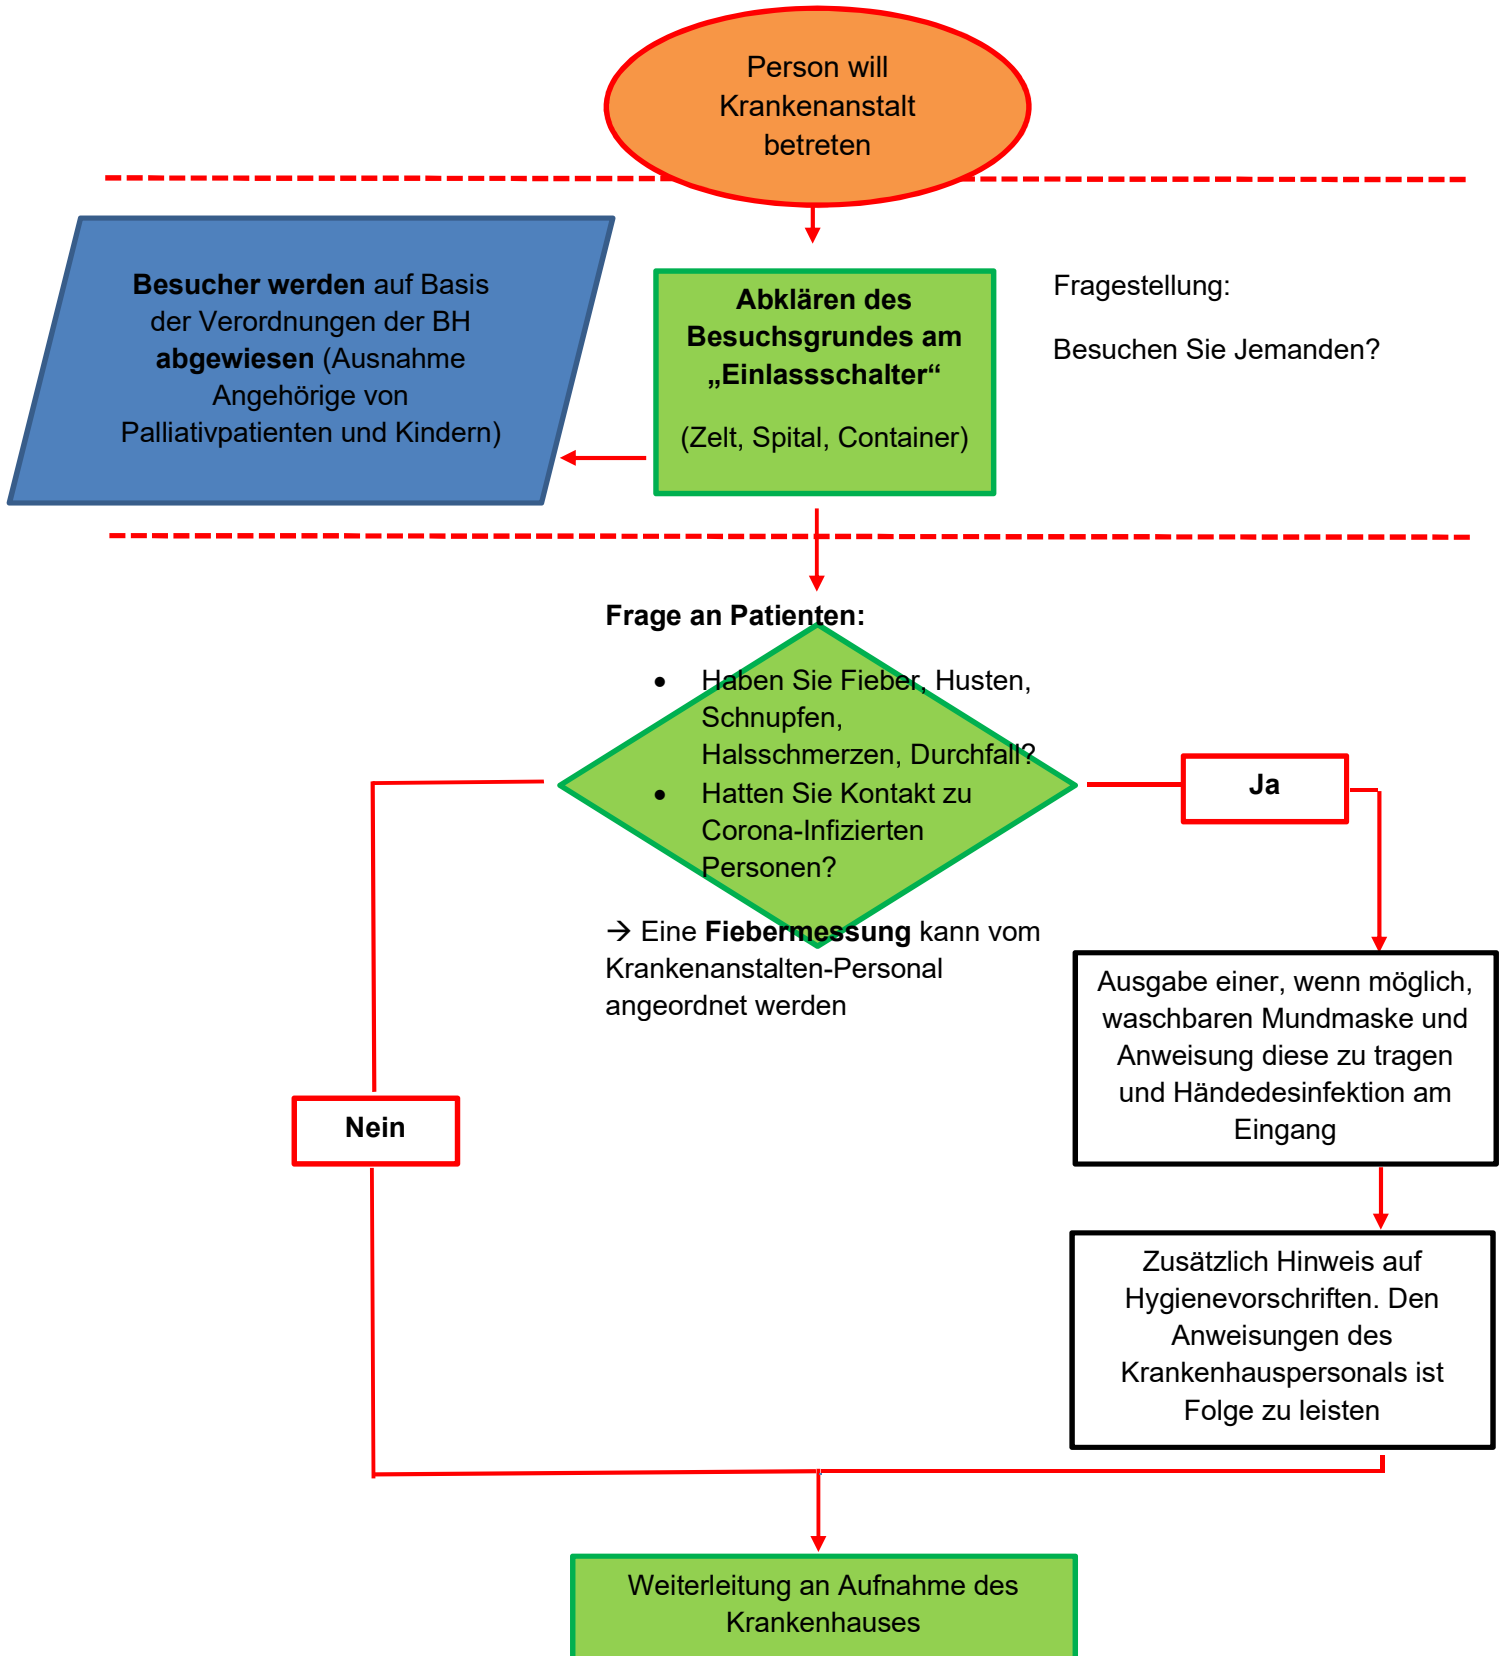 Person will
Krankenanstalt
betreten
Besucher werden auf Basis
der Verordnungen der BH
abgewiesen (Ausnahme
Angehörige von
Palliativpatienten und Kindern)
Abklären des
Besuchsgrundes am
„Einlassschalter“
(Zelt, Spital, Container)
Fragestellung:
Besuchen Sie Jemanden?
Frage an Patienten:
• Haben Sie Fieber, Husten,
Schnupfen,
Halsschmerzen, Durchfall?
• Hatten Sie Kontakt zu
Corona-Infizierten
Personen?
→ Eine Fiebermessung kann vom
Krankenanstalten-Personal
angeordnet werden
Ja
Nein
Ausgabe einer, wenn möglich,
waschbaren Mundmaske und
Anweisung diese zu tragen
und Händedesinfektion am
Eingang
Zusätzlich Hinweis auf
Hygienevorschriften. Den
Anweisungen des
Krankenhauspersonals ist
Folge zu leisten
Weiterleitung an Aufnahme des
Krankenhauses